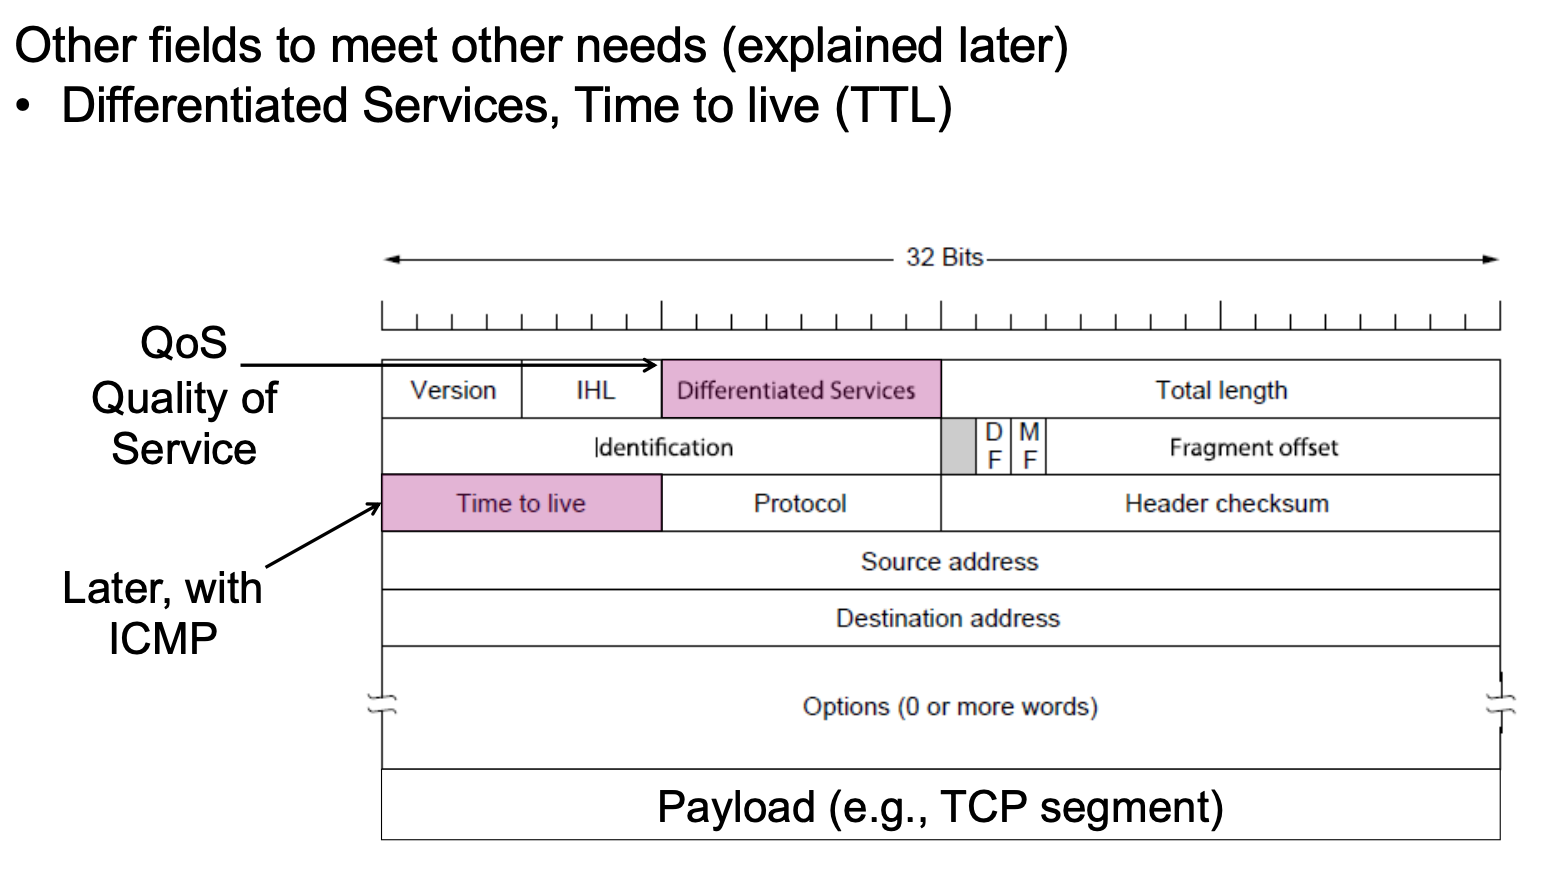 Other fields to meet other needs (explained later)
• Differentiated Services, Time to live (TTL)
32 Bits
QoS
Quality of
Service
Version IHL Differentiated Services Total length
Identification D F M F Fragment offset
Time to live Protocol Header checksum
Later, with
ICMP
Source address
Destination address
Options (0 or more words)
Payload (e.g., TCP segment)